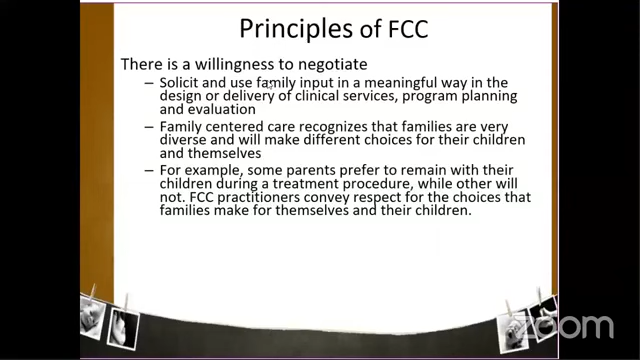 Principles of FCC
There is a willingness to negotiate
– Solicit and use family input in a meaningful way in the
design or delivery of clinical services, program planning
and evaluation
– Family centered care recognizes that families are very
diverse and will make different choices for their children
and themselves
– For example, some parents prefer to remain with their
children during a treatment procedure, while other will
not. FCC practitioners convey respect for the choices that
families make for themselves and their children.
zoom